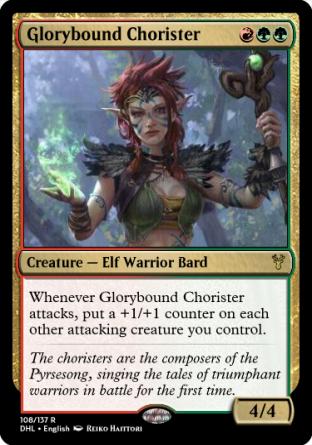 Glorybound Chorister
Creature — Elf Warrior Bard
Whenever Glorybound Chorister
attacks, put a +1/+1 counter on each
other attacking creature you control.
The choristers are the composers of the
Pyrsesong, singing the tales of triumphant
warriors in battle for the first time.
4/4
108/137 R
DHL • English Reiko Haittori